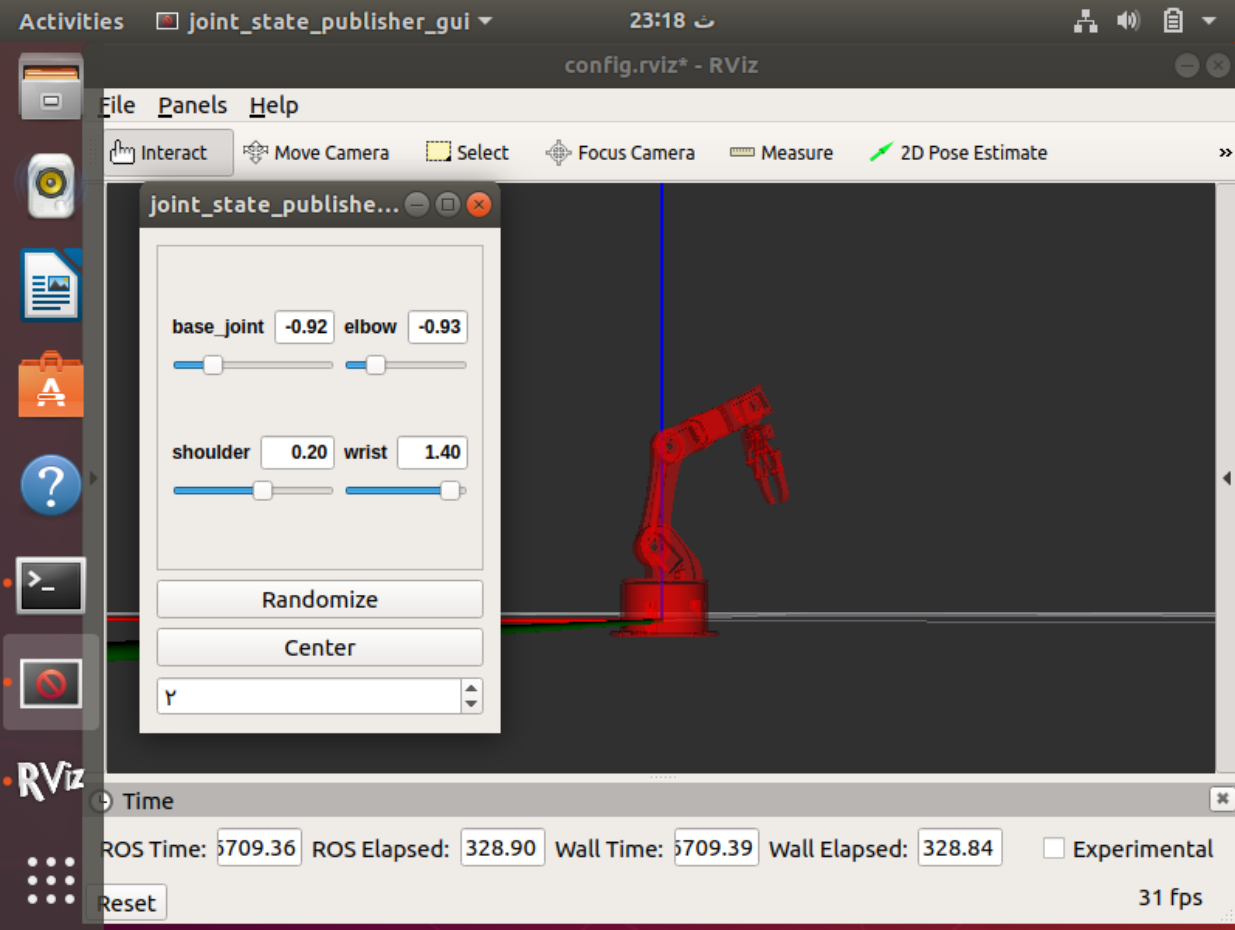 Activities joint_state_publisher_gui 23:18 ث
config.rviz* - RViz
File Panels Help
Interact Move Camera Select Focus Camera Measure 2D Pose Estimate »
joint_state_publishe...
base_joint -0.92 elbow -0.93
shoulder 0.20 wrist 1.40
Randomize
Center
٢
RViz
Time
ROS Time: 5709.36 ROS Elapsed: 328.90 Wall Time: 5709.39 Wall Elapsed: 328.84 Experimental
Reset 31 fps